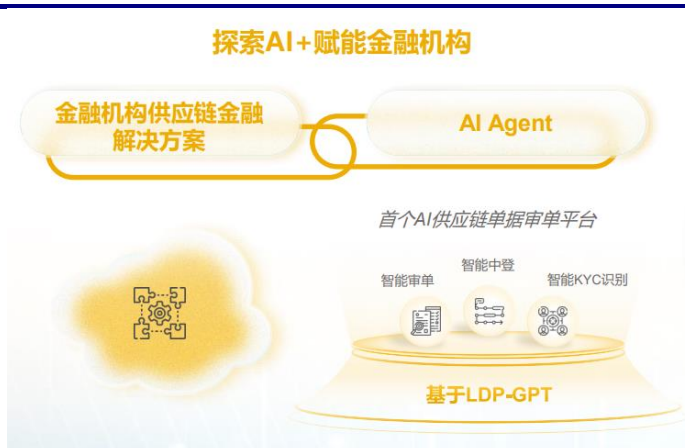 探索AI+赋能金融机构
金融机构供应链金融
解决方案
AI Agent
首个AI供应链单据审单平台
智能审单
智能中登
智能KYC识别
基于LDP-GPT